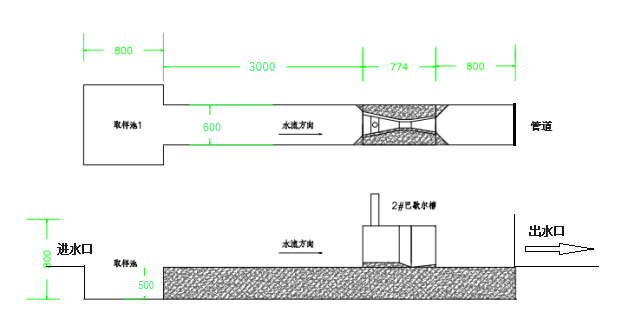 800
3000
774
800
取样池1
600
水流方向
管道
2#巴歇尔槽
进水口
800
取样池
水流方向
出水口
500